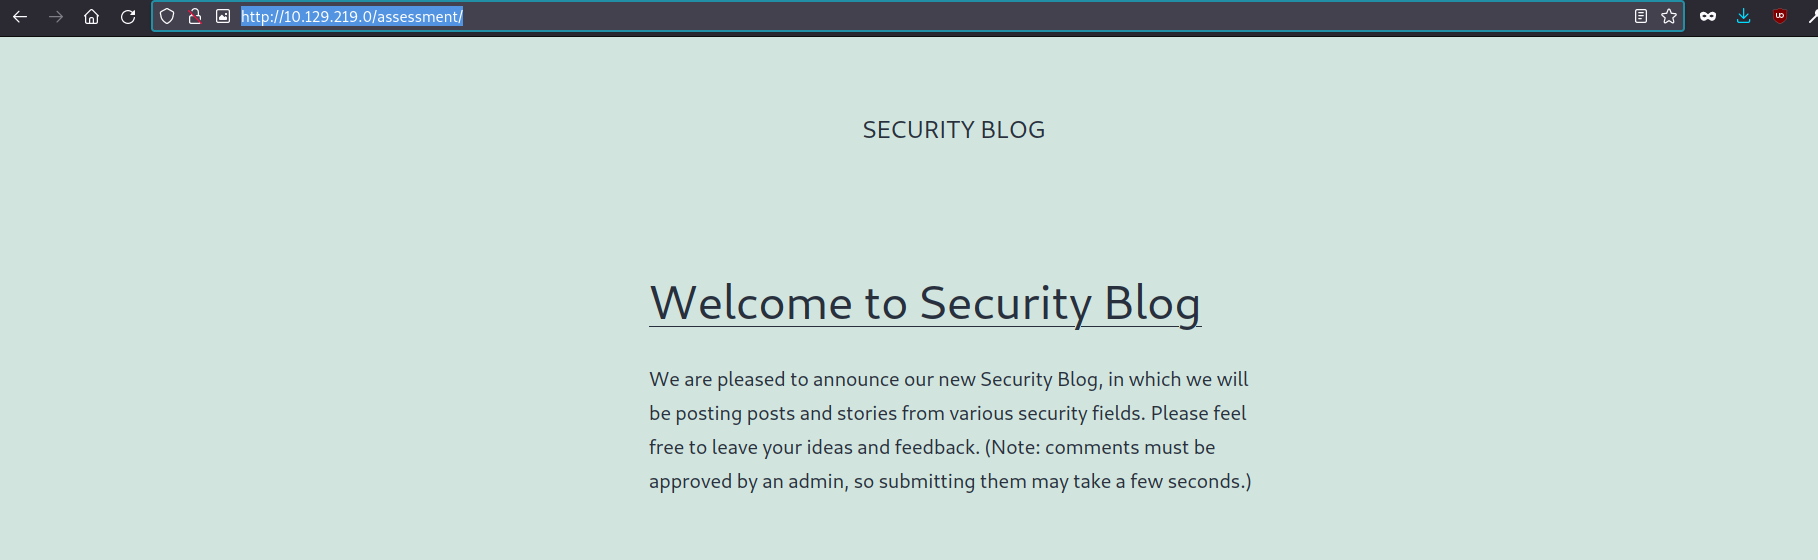 http://10.129.219.0/assessment/
SECURITY BLOG
Welcome to Security Blog
We are pleased to announce our new Security Blog, in which we will
be posting posts and stories from various security fields. Please feel
free to leave your ideas and feedback. (Note: comments must be
approved by an admin, so submitting them may take a few seconds.)